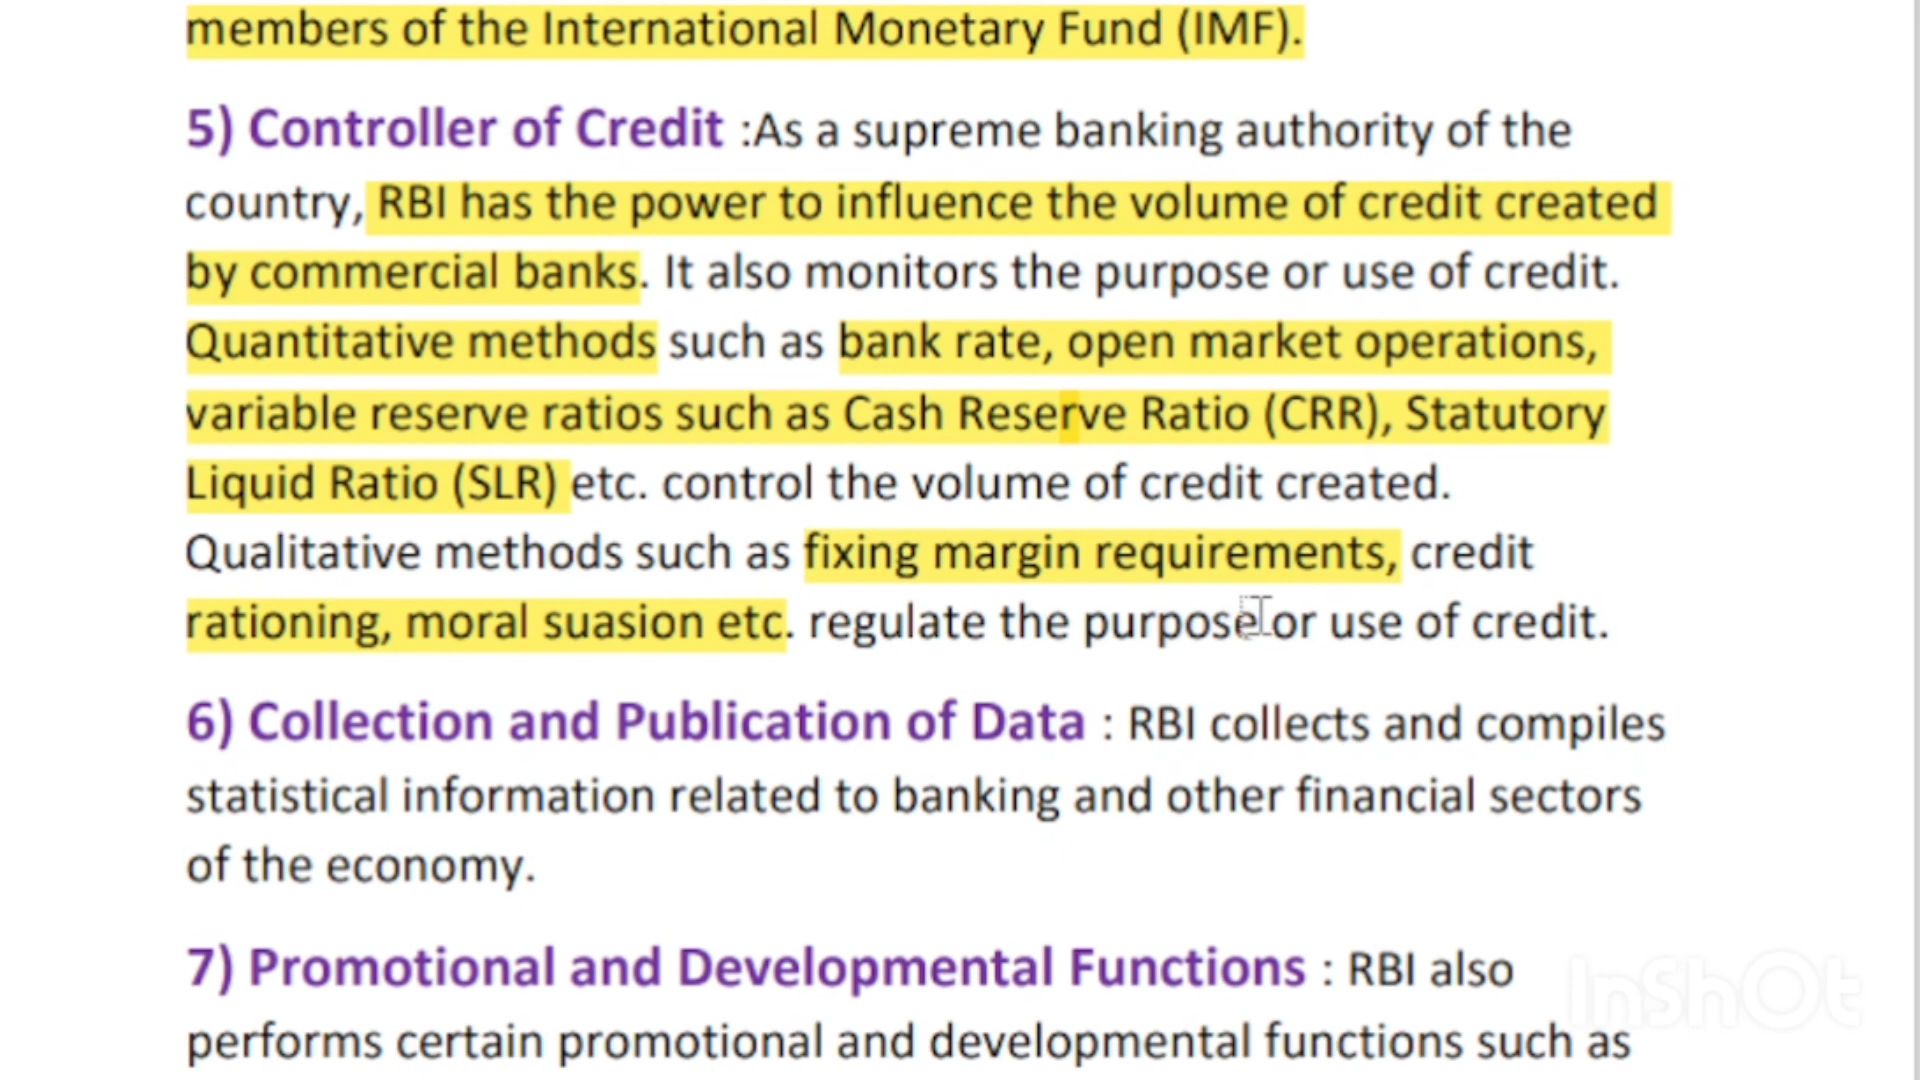 members of the International Monetary Fund (IMF).
5) Controller of Credit :As a supreme banking authority of the
country, RBI has the power to influence the volume of credit created
by commercial banks. It also monitors the purpose or use of credit.
Quantitative methods such as bank rate, open market operations,
variable reserve ratios such as Cash Reserve Ratio (CRR), Statutory
Liquid Ratio (SLR) etc. control the volume of credit created.
Qualitative methods such as fixing margin requirements, credit
rationing, moral suasion etc. regulate the purpose or use of credit.
6) Collection and Publication of Data : RBI collects and compiles
statistical information related to banking and other financial sectors
of the economy.
7) Promotional and Developmental Functions : RBI also
performs certain promotional and developmental functions such as
InShOt